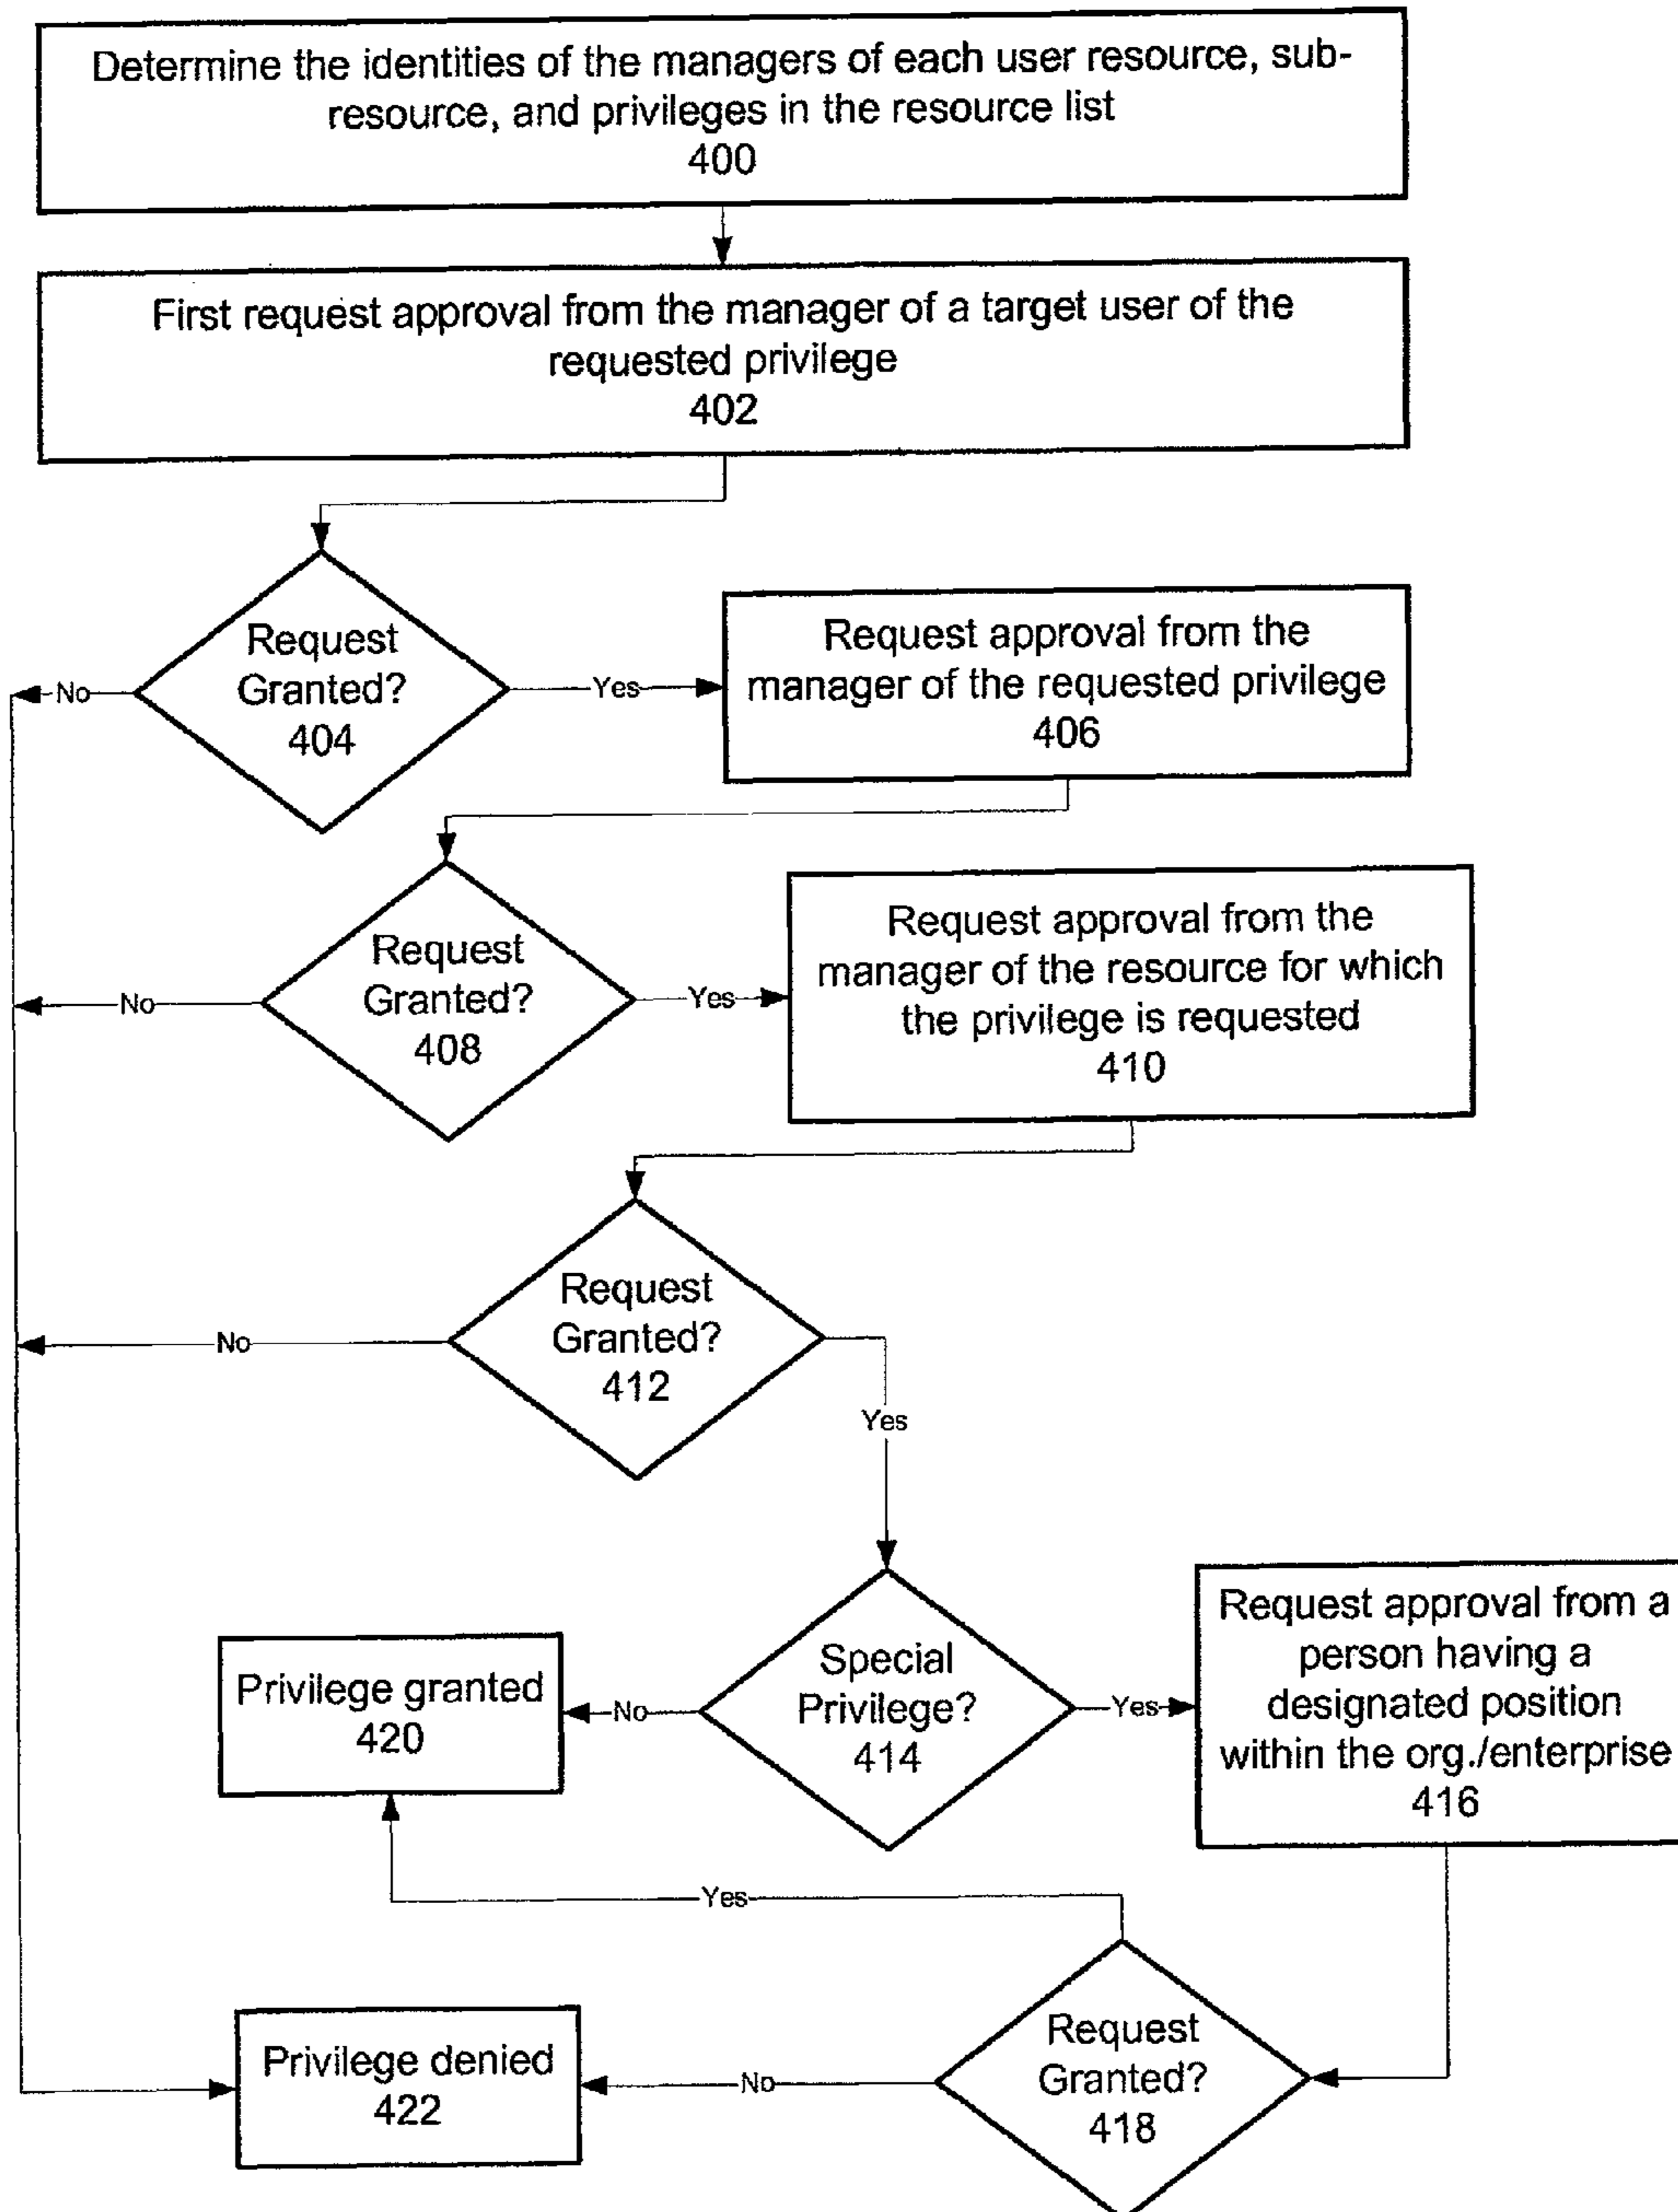 Determine the identities of the managers of each user resource, sub-
resource, and privileges in the resource list
400
First request approval from the manager of a target user of the
requested privilege
402
Request
Granted?
404
No
Yes
Request approval from the
manager of the requested privilege
406
Request
Granted?
408
No
Yes
Request approval from the
manager of the resource for which
the privilege is requested
410
Request
Granted?
412
No
Yes
Special
Privilege?
414
No
Yes
Privilege granted
420
Request approval from a
person having a
designated position
within the org./enterprise
416
Yes
Request
Granted?
418
No
Privilege denied
422